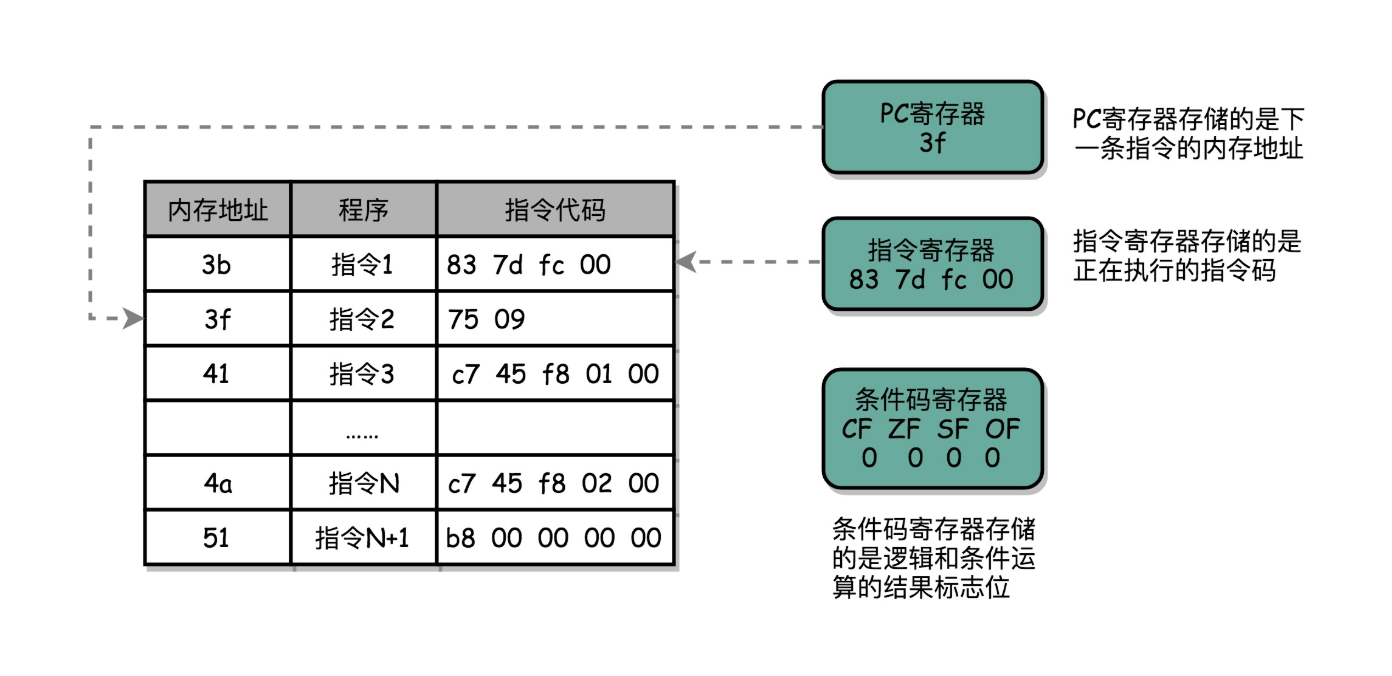 PC寄存器
3f
PC寄存器存储的是下
一条指令的内存地址
内存地址 程序 指令代码
3b 指令1 83 7d fc 00
3f 指令2 75 09
41 指令3 c7 45 f8 01 00
......
4a 指令N c7 45 f8 02 00
51 指令N+1 b8 00 00 00 00
指令寄存器
83 7d fc 00
指令寄存器存储的是
正在执行的指令码
条件码寄存器
CF ZF SF OF
0 0 0 0
条件码寄存器存储
的是逻辑和条件运
算的结果标志位